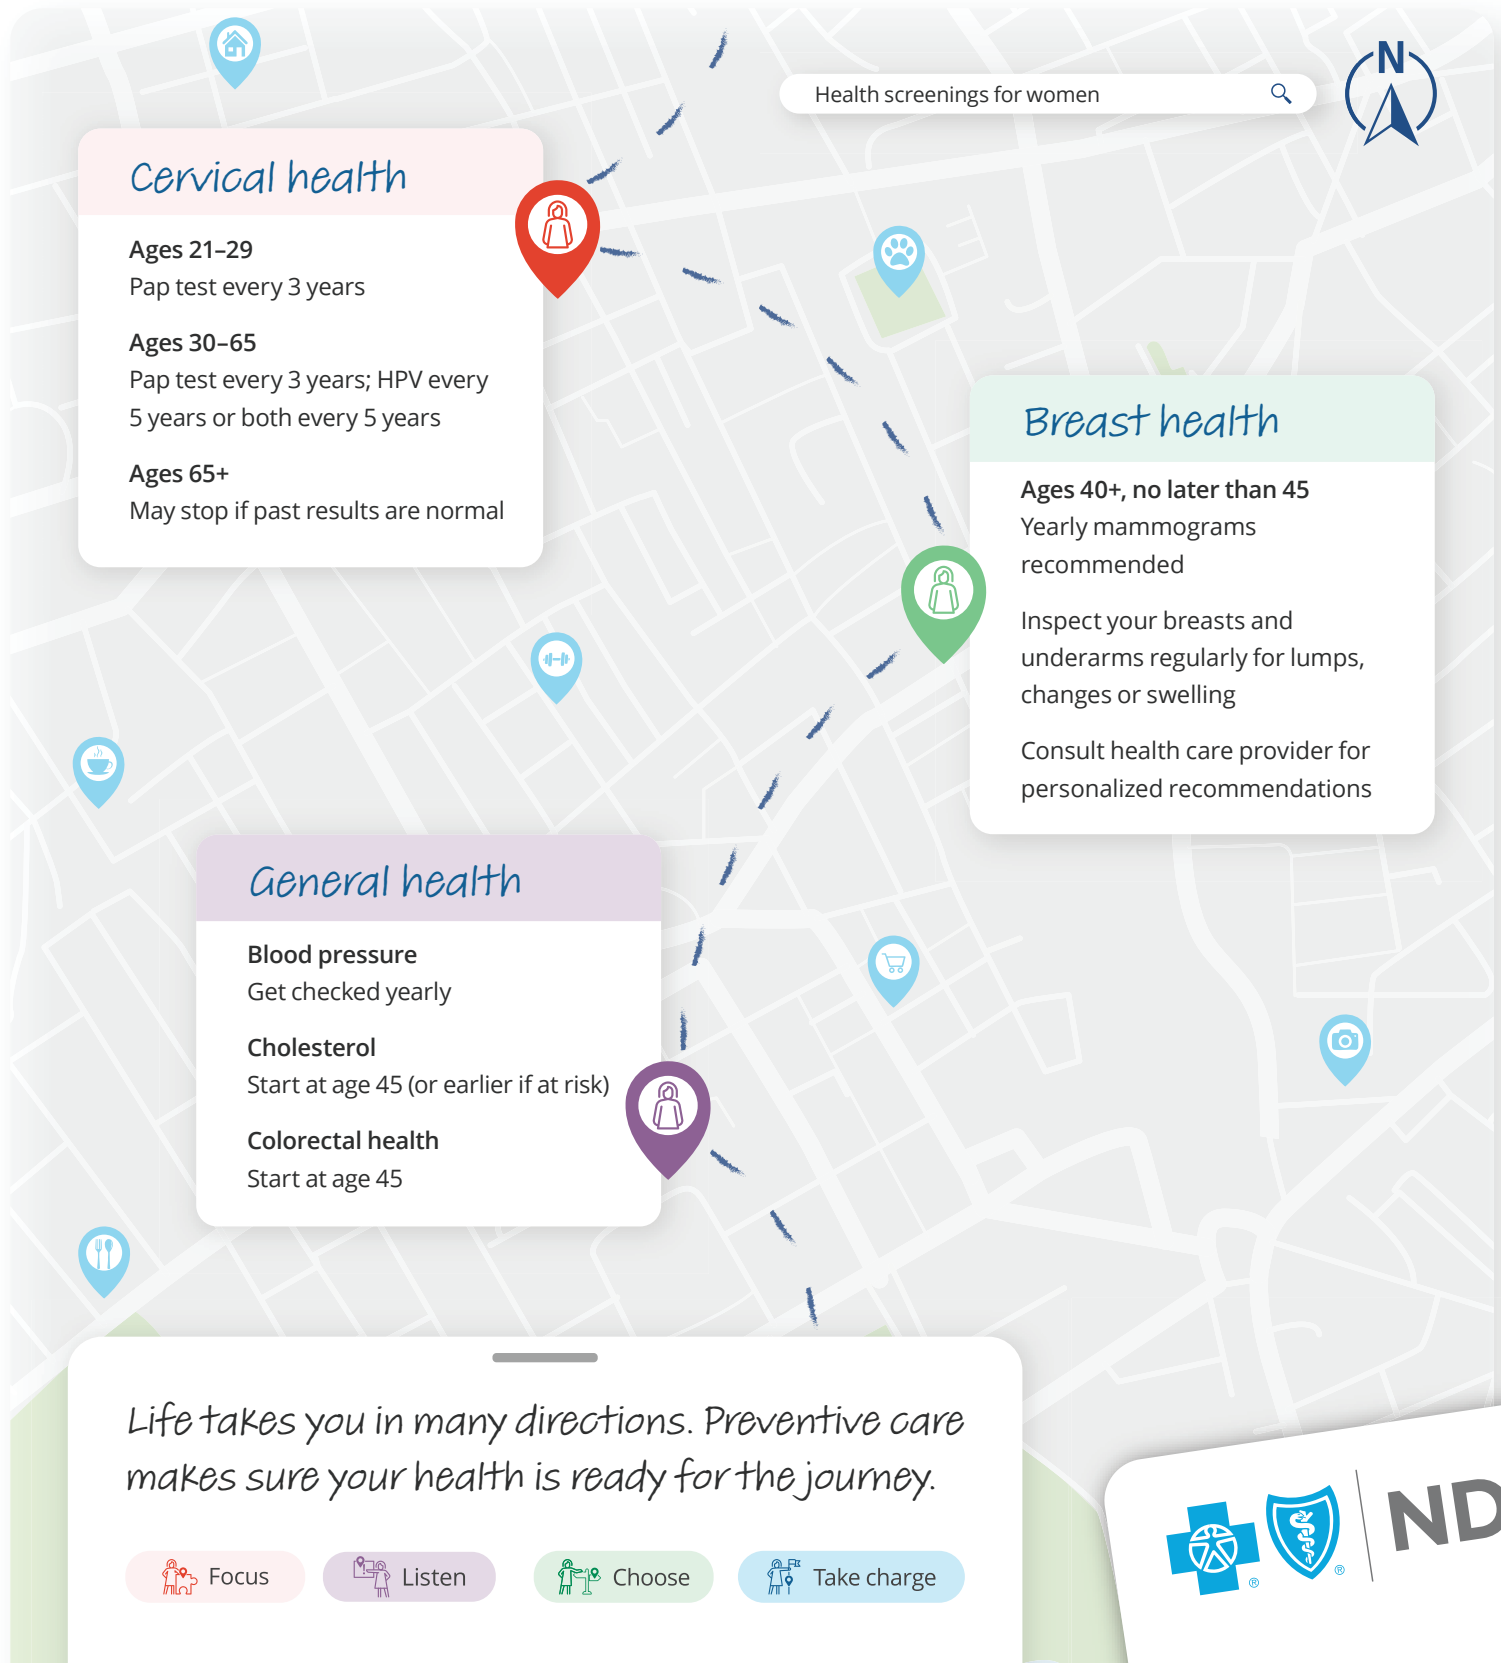 Health screenings for women
N
Cervical health
Ages 21–29
Pap test every 3 years
Ages 30–65
Pap test every 3 years; HPV every
5 years or both every 5 years
Ages 65+
May stop if past results are normal
Breast health
Ages 40+, no later than 45
Yearly mammograms
recommended
Inspect your breasts and
underarms regularly for lumps,
changes or swelling
Consult health care provider for
personalized recommendations
General health
Blood pressure
Get checked yearly
Cholesterol
Start at age 45 (or earlier if at risk)
Colorectal health
Start at age 45
Life takes you in many directions. Preventive care
makes sure your health is ready for the journey.
Focus
Listen
Choose
Take charge
® ®
ND